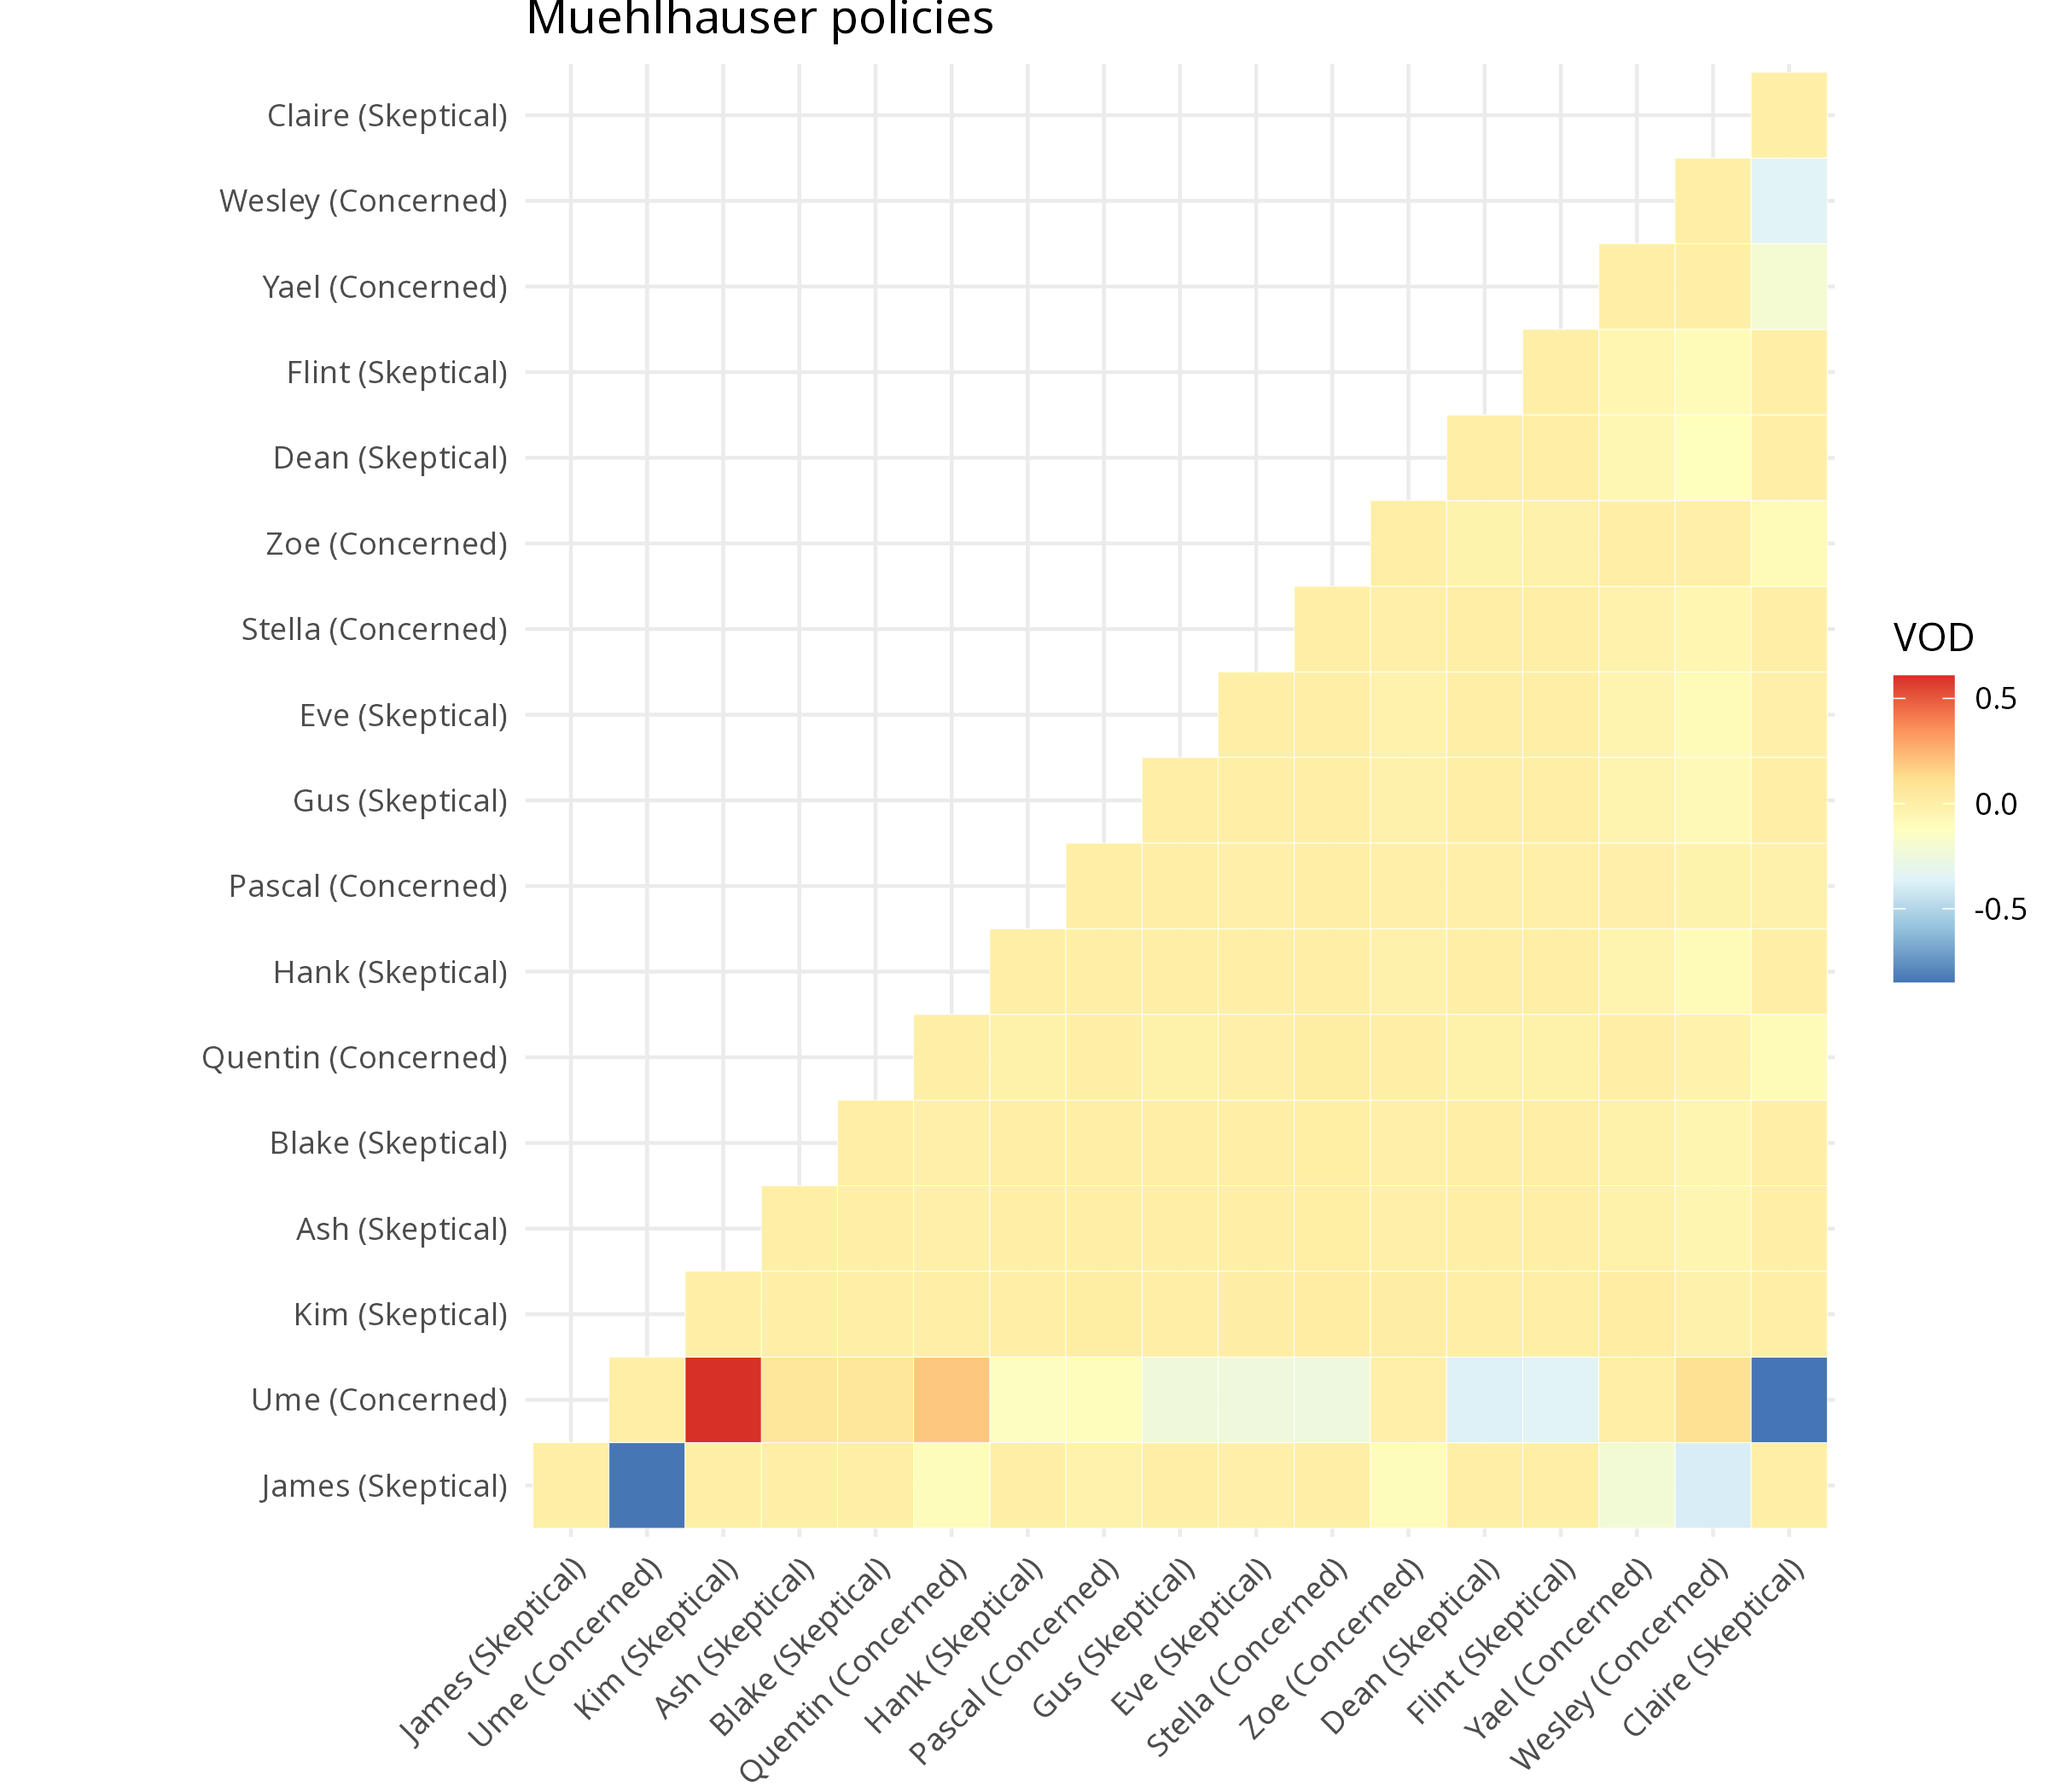 Muehlhauser policies
Claire (Skeptical)
Wesley (Concerned)
Yael (Concerned)
Flint (Skeptical)
Dean (Skeptical)
Zoe (Concerned)
Stella (Concerned)
Eve (Skeptical)
Gus (Skeptical)
Pascal (Concerned)
Hank (Skeptical)
Quentin (Concerned)
Blake (Skeptical)
Ash (Skeptical)
Kim (Skeptical)
Ume (Concerned)
James (Skeptical)
James (Skeptical)
Ume (Concerned)
Kim (Skeptical)
Ash (Skeptical)
Blake (Skeptical)
Quentin (Concerned)
Hank (Skeptical)
Pascal (Concerned)
Gus (Skeptical)
Eve (Skeptical)
Stella (Concerned)
Zoe (Concerned)
Dean (Skeptical)
Flint (Skeptical)
Yael (Concerned)
Wesley (Concerned)
Claire (Skeptical)
VOD
0.5
0.0
-0.5